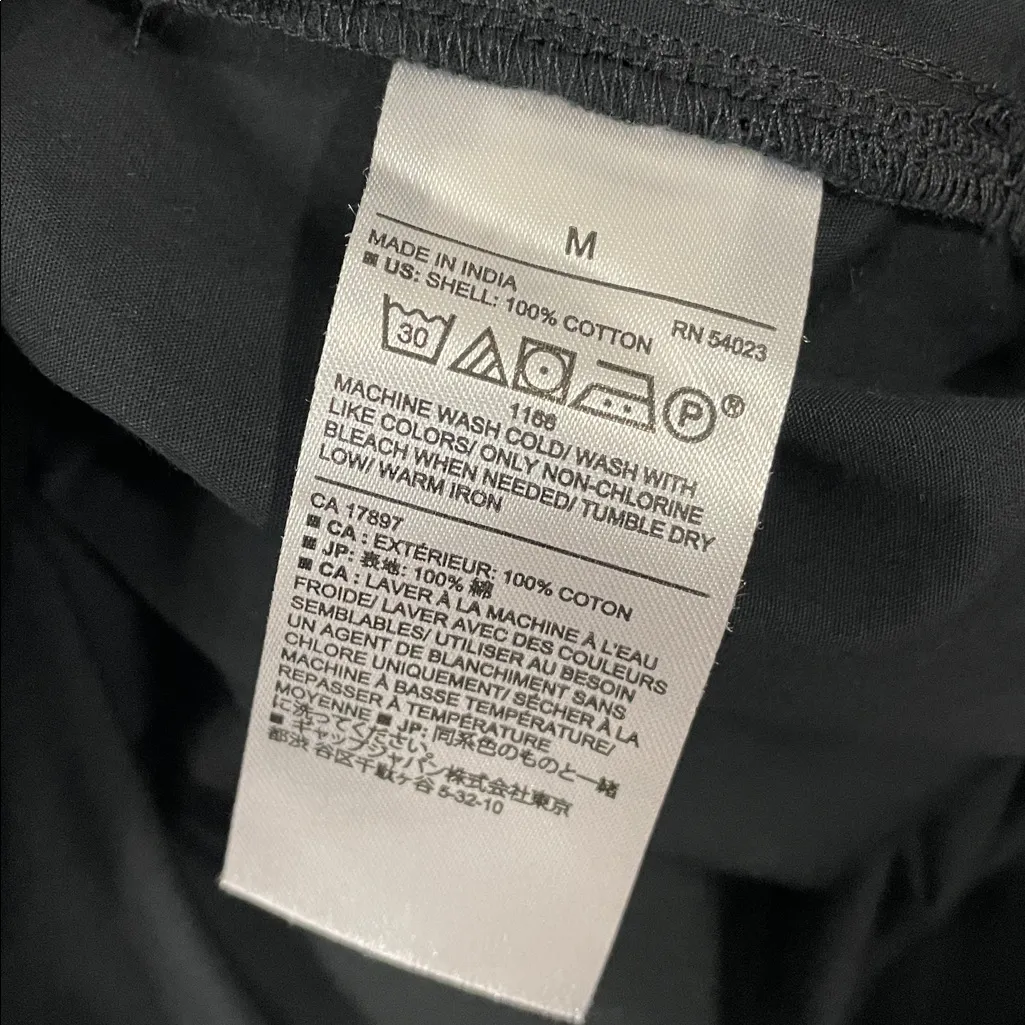 M
MADE IN INDIA
■ US: SHELL: 100% COTTON RN 54023
30 P ®
1166
MACHINE WASH COLD/ WASH WITH
LIKE COLORS/ ONLY NON-CHLORINE
BLEACH WHEN NEEDED/ TUMBLE DRY
LOW/ WARM IRON
CA 17897
■ CA : EXTÉRIEUR: 100% COTON
■ JP: 表地: 100% 綿
■ CA : LAVER À LA MACHINE À L'EAU
FROIDE/ LAVER AVEC DES COULEURS
SEMBLABLES/ UTILISER AU BESOIN
UN AGENT DE BLANCHIMENT SANS
CHLORE UNIQUEMENT/ SÉCHER À LA
MACHINE À BASSE TEMPÉRATURE/
REPASSER À TEMPÉRATURE
MOYENNE ■ JP: 同系色のものと一緒
に洗ってください。
■ ギャップジャパン株式会社東京
都渋谷区千駄ヶ谷 5-32-10